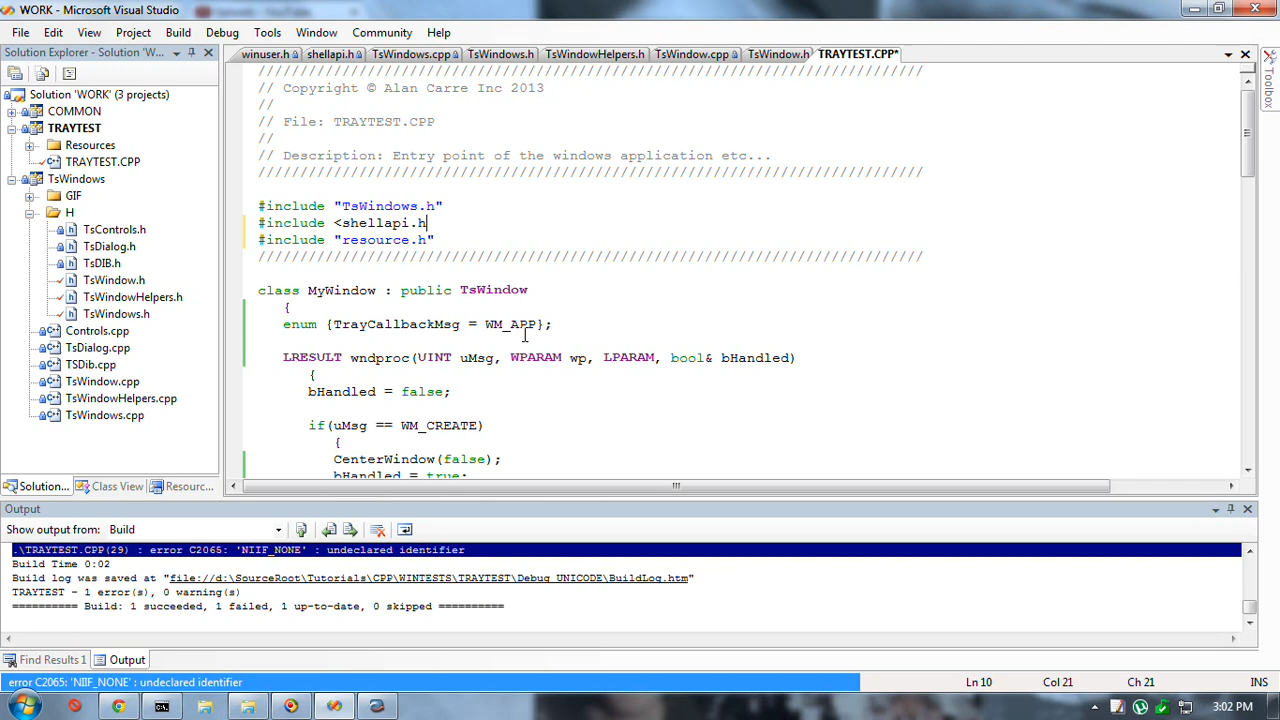 WORK - Microsoft Visual Studio
File Edit View Project Build Debug Tools Window Community Help
Solution Explorer - Solution 'W...
winuser.h shellapi.h TsWindows.cpp TsWindows.h TsWindowHelpers.h TsWindow.cpp TsWindow.h TRAYTEST.CPP*
Toolbox
Solution 'WORK' (3 projects)
COMMON
TRAYTEST
Resources
TRAYTEST.CPP
TsWindows
GIF
H
TsControls.h
TsDialog.h
TsDIB.h
TsWindow.h
TsWindowHelpers.h
TsWindows.h
Controls.cpp
TsDialog.cpp
TSDib.cpp
TsWindow.cpp
TsWindowHelpers.cpp
TsWindows.cpp
Solution... Class View Resourc...
///////////////////////////////////////////////////////////////////////////////
// Copyright © Alan Carre Inc 2013
//
// File: TRAYTEST.CPP
//
// Description: Entry point of the windows application etc...
///////////////////////////////////////////////////////////////////////////////
#include "TsWindows.h"
#include <shellapi.h
#include "resource.h"
///////////////////////////////////////////////////////////////////////////////
class MyWindow : public TsWindow
{
enum {TrayCallbackMsg = WM_APP};
LRESULT wndproc(UINT uMsg, WPARAM wp, LPARAM, bool& bHandled)
{
bHandled = false;
if(uMsg == WM_CREATE)
{
CenterWindow(false);
bHandled = true;
Output
Show output from: Build
.\TRAYTEST.CPP(29) : error C2065: 'NIIF_NONE' : undeclared identifier
Build Time 0:02
Build log was saved at "file://d:\SourceRoot\Tutorials\CPP\WINTESTS\TRAYTEST\Debug UNICODE\BuildLog.htm"
TRAYTEST - 1 error(s), 0 warning(s)
========== Build: 1 succeeded, 1 failed, 1 up-to-date, 0 skipped ==========
Find Results 1 Output
error C2065: 'NIIF_NONE' : undeclared identifier Ln 10 Col 21 Ch 21 INS
3:02 PM